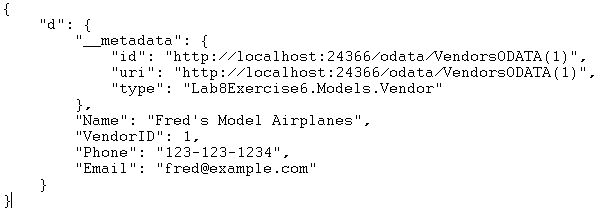 {
"d": {
"__metadata": {
"id": "http://localhost:24366/odata/VendorsODATA(1)",
"uri": "http://localhost:24366/odata/VendorsODATA(1)",
"type": "Lab8Exercise6.Models.Vendor"
},
"Name": "Fred's Model Airplanes",
"VendorID": 1,
"Phone": "123-123-1234",
"Email": "fred@example.com"
}
}